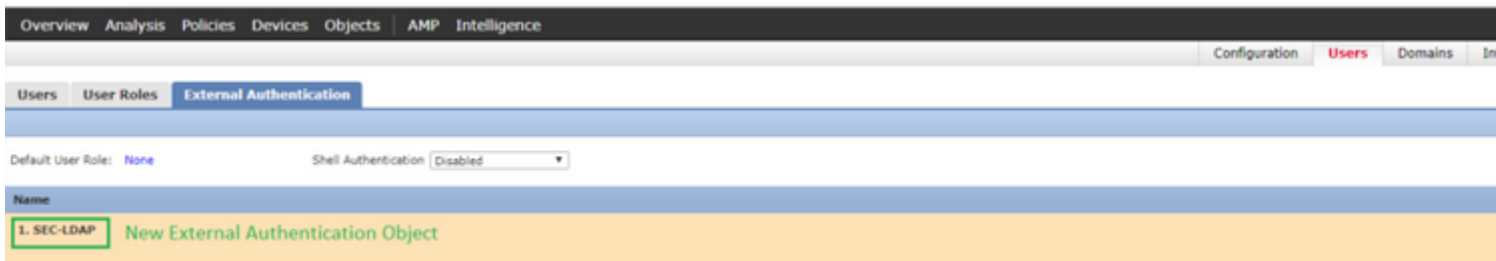 Overview Analysis Policies Devices Objects AMP Intelligence
Configuration Users Domains In
Users User Roles External Authentication
Default User Role: None Shell Authentication Disabled
Name
1. SEC-LDAP New External Authentication Object